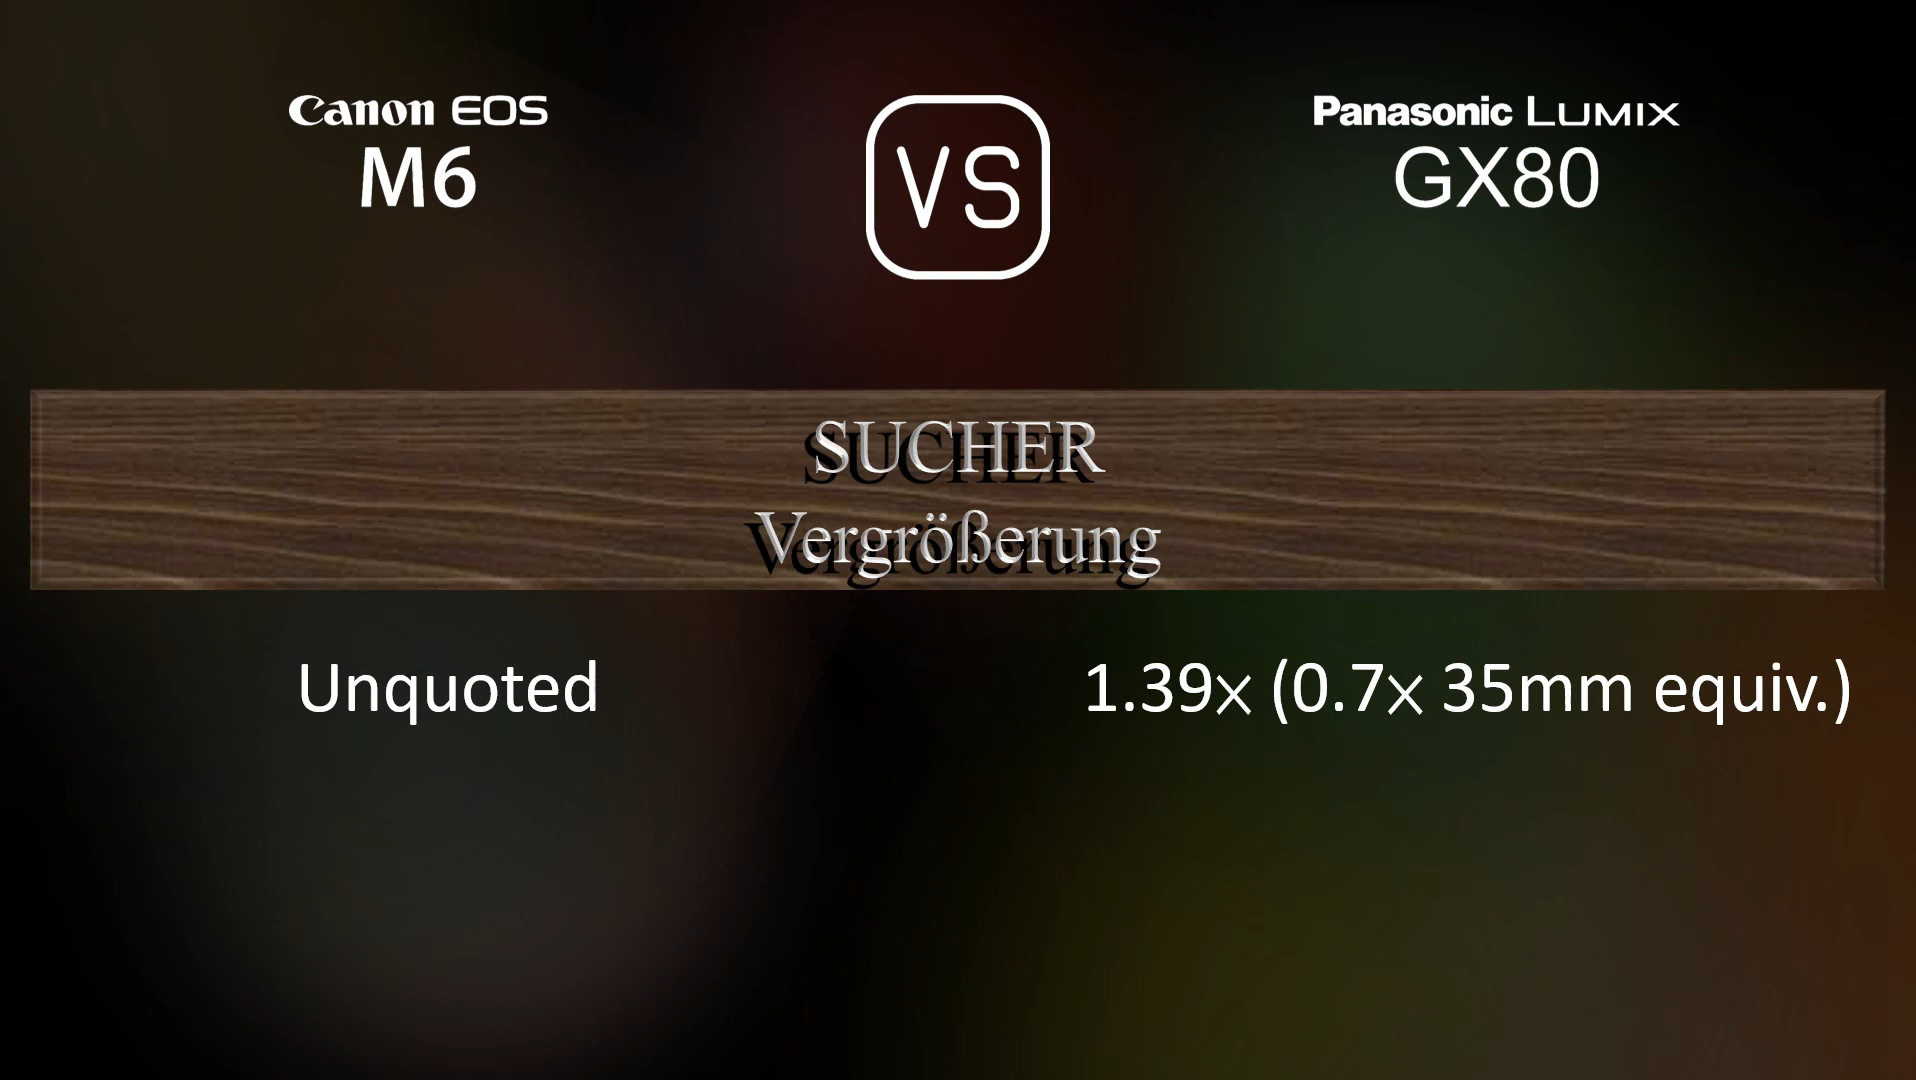 Canon EOS
M6
VS
Panasonic LUMIX
GX80
SUCHER
Vergrößerung
Unquoted
1.39x (0.7x 35mm equiv.)